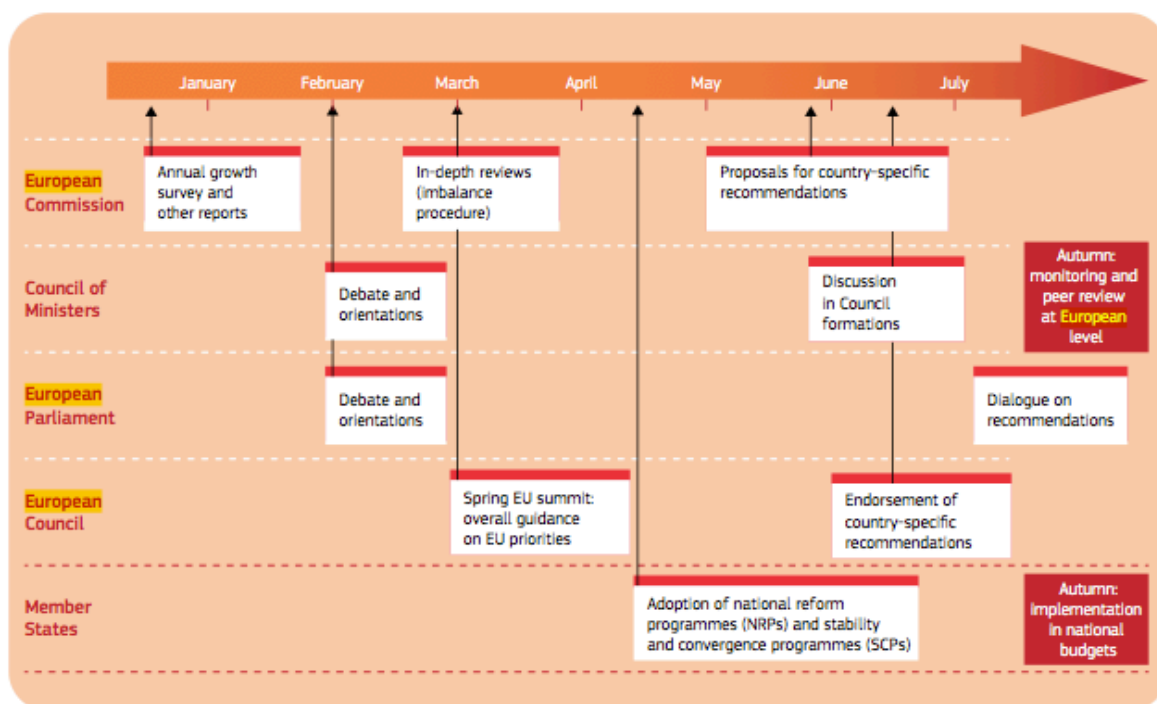 January February March April May June July
European
Commission
Annual growth
survey and
other reports
In-depth reviews
(imbalance
procedure)
Proposals for country-specific
recommendations
Council of
Ministers
Debate and
orientations
Discussion
in Council
formations
Autumn:
monitoring and
peer review
at European
level
European
Parliament
Debate and
orientations
Dialogue on
recommendations
European
Council
Spring EU summit:
overall guidance
on EU priorities
Endorsement of
country-specific
recommendations
Member
States
Adoption of national reform
programmes (NRPs) and stability
and convergence programmes (SCPs)
Autumn:
implementation
in national
budgets